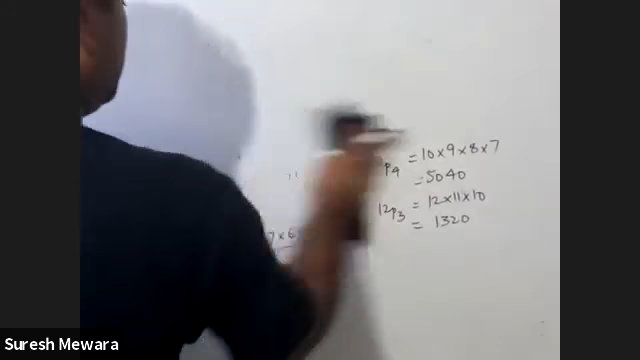 P4 = 10×9×8×7
= 5040
12P3 = 12×11×10
= 1320
7×6
Suresh Mewara